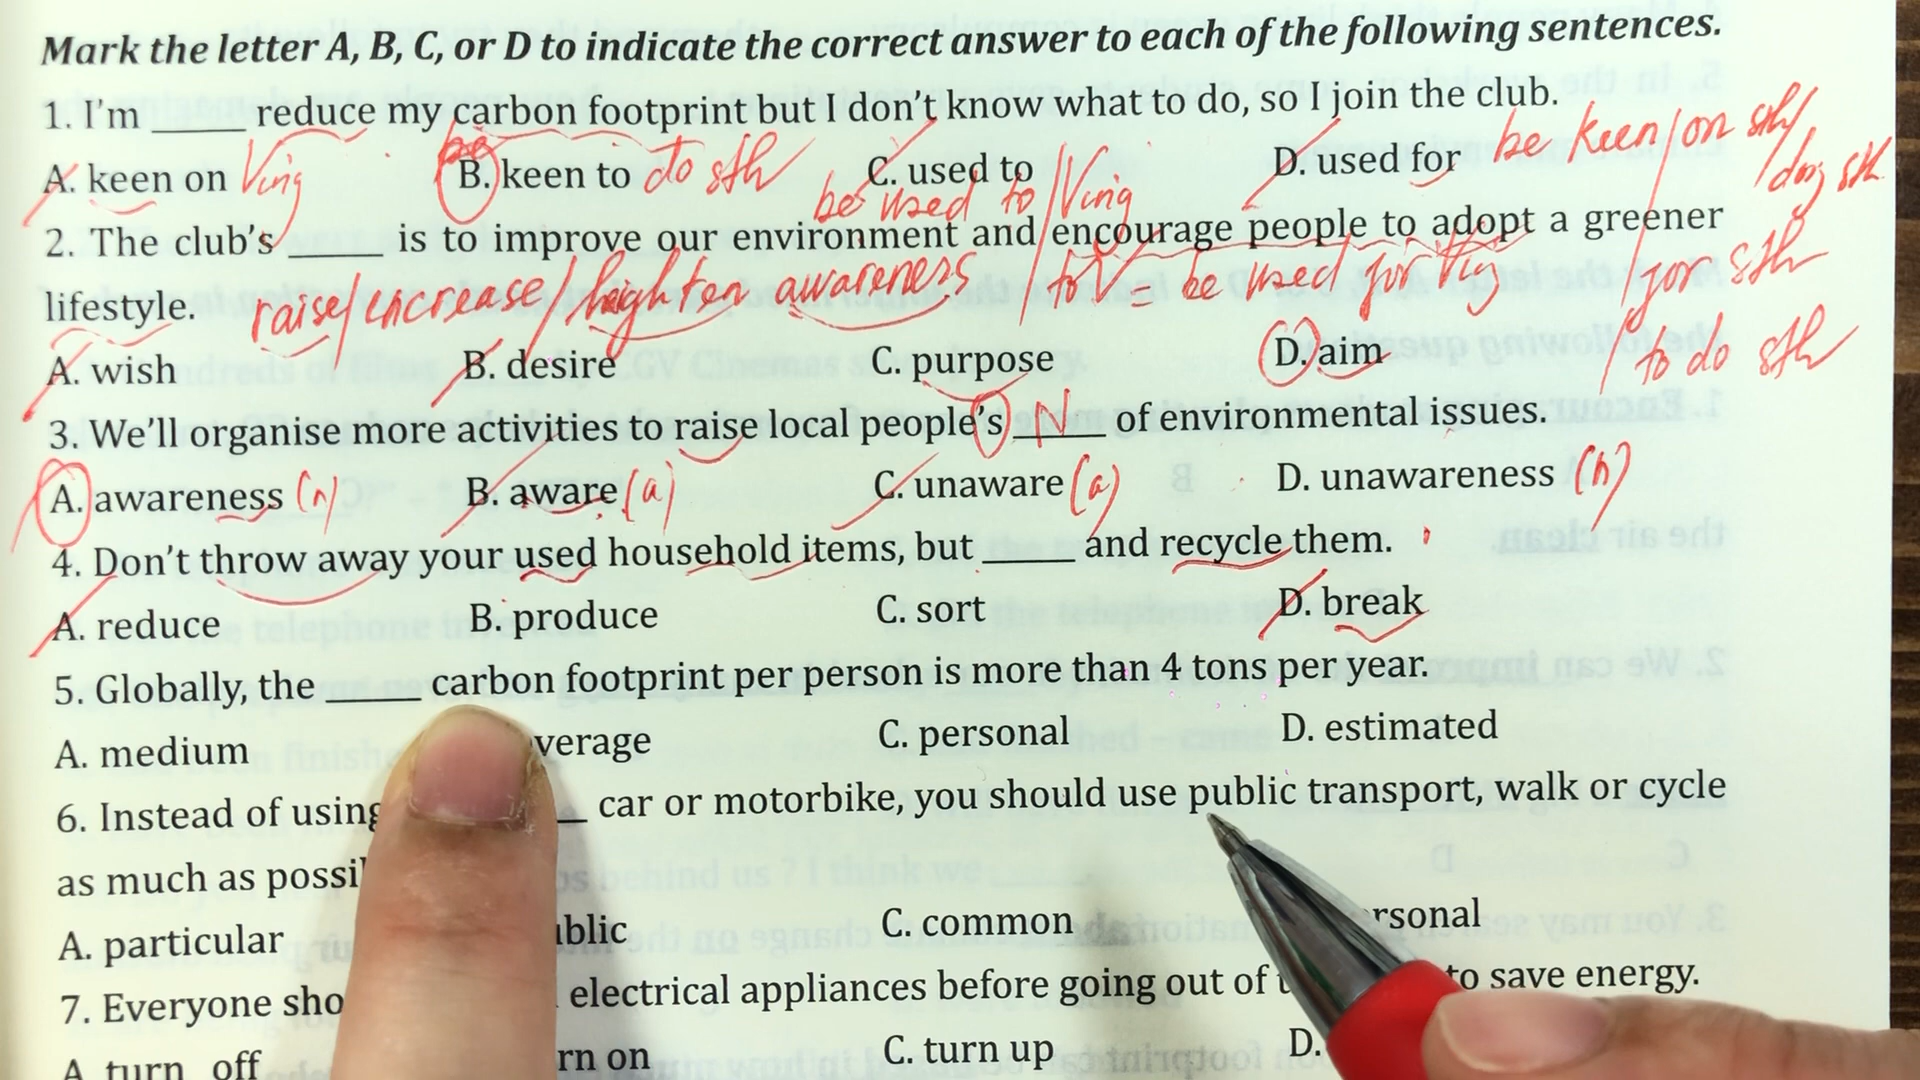 Mark the letter A, B, C, or D to indicate the correct answer to each of the following sentences.
1. I'm _____ reduce my carbon footprint but I don't know what to do, so I join the club.
be keen on sth/
A. keen on Ving be B. keen to do sth C. used to D. used for
doing sth
be used to/Ving
2. The club's _____ is to improve our environment and encourage people to adopt a greener
lifestyle. raise/encrease/highten awareness. to V = be used for Ving
for sth
to do sth
A. wish B. desire C. purpose D. aim
3. We'll organise more activities to raise local people's _____ of environmental issues.
N
A. awareness (n) B. aware (a) C. unaware (a) D. unawareness (n)
4. Don't throw away your used household items, but _____ and recycle them.
A. reduce B. produce C. sort D. break
5. Globally, the _____ carbon footprint per person is more than 4 tons per year.
A. medium verage C. personal D. estimated
6. Instead of using car or motorbike, you should use public transport, walk or cycle
as much as
A. particular C. common rsonal
7. Everyone electrical appliances before going out of to save energy.
A. turn off rn on C. turn up D.